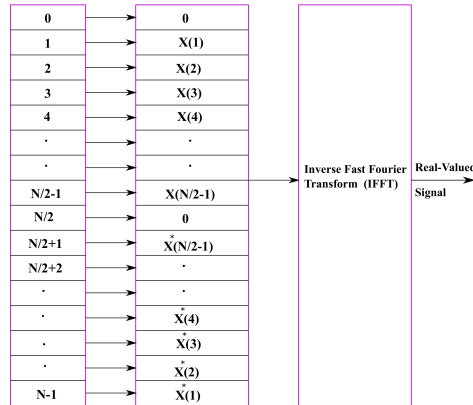 0 0
1 X(1)
2 X(2)
3 X(3)
4 X(4)
. .
. .
Inverse Fast Fourier Real-Valued
Transform (IFFT)
N/2-1 X(N/2-1) Signal
N/2 0
N/2+1 X*(N/2-1)
N/2+2 .
. .
. X*(4)
. X*(3)
. X*(2)
N-1 X*(1)